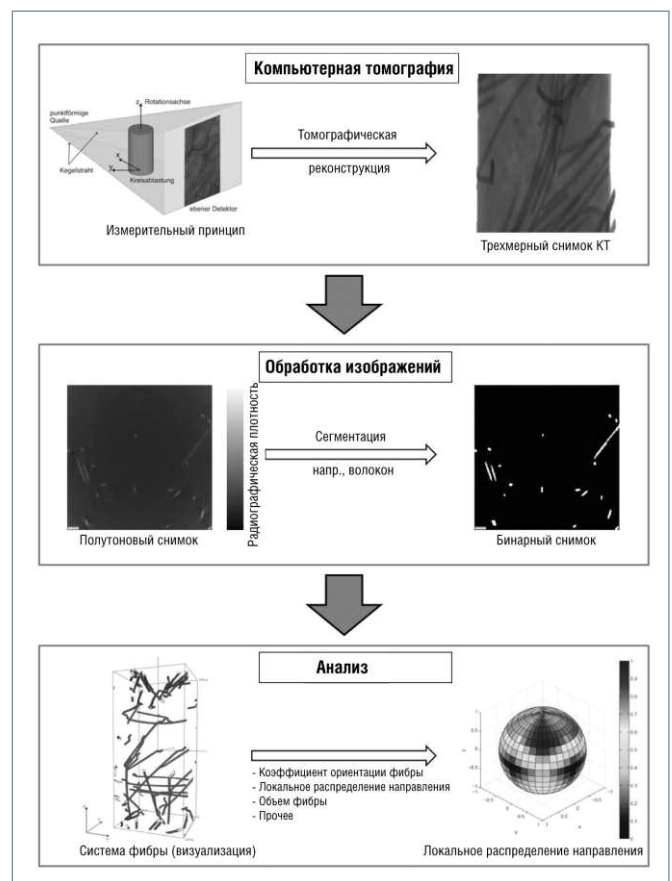 Компьютерная томография
z
Rotationsachse
punktförmige
Quelle
x
y
Kegelstrahl
Kreisabtastung
ebener Detektor
Измерительный принцип
Томографическая
реконструкция
Трехмерный снимок КТ
Обработка изображений
Радиографическая плотность
Сегментация
напр., волокон
Полутоновый снимок
Бинарный снимок
Анализ
- Коэффициент ориентации фибры
- Локальное распределение направления
- Объем фибры
- Прочее
Система фибры (визуализация)
Локальное распределение направления